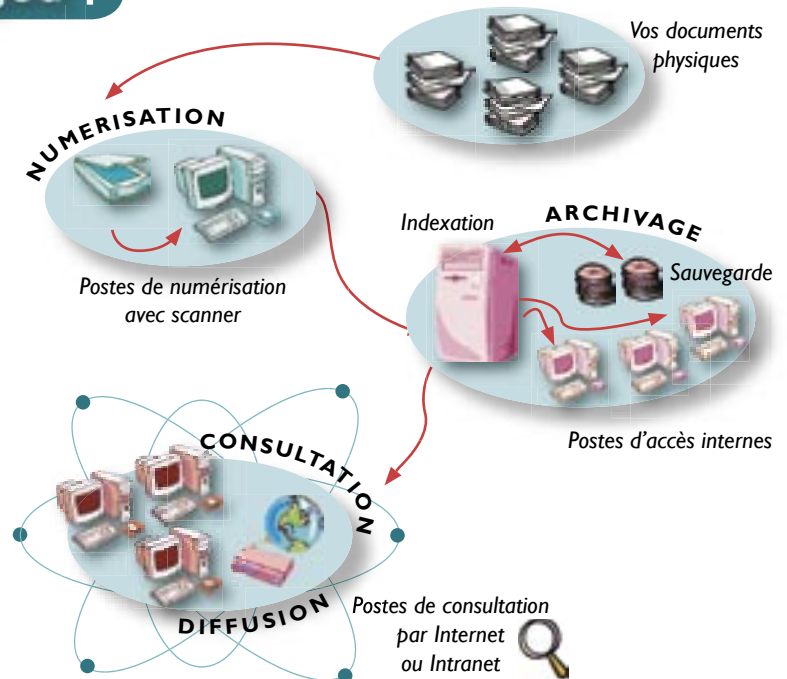 Vos documents
physiques
NUMERISATION
Postes de numérisation
avec scanner
Indexation
ARCHIVAGE
Sauvegarde
Postes d'accès internes
CONSULTATION
DIFFUSION
Postes de consultation
par Internet
ou Intranet